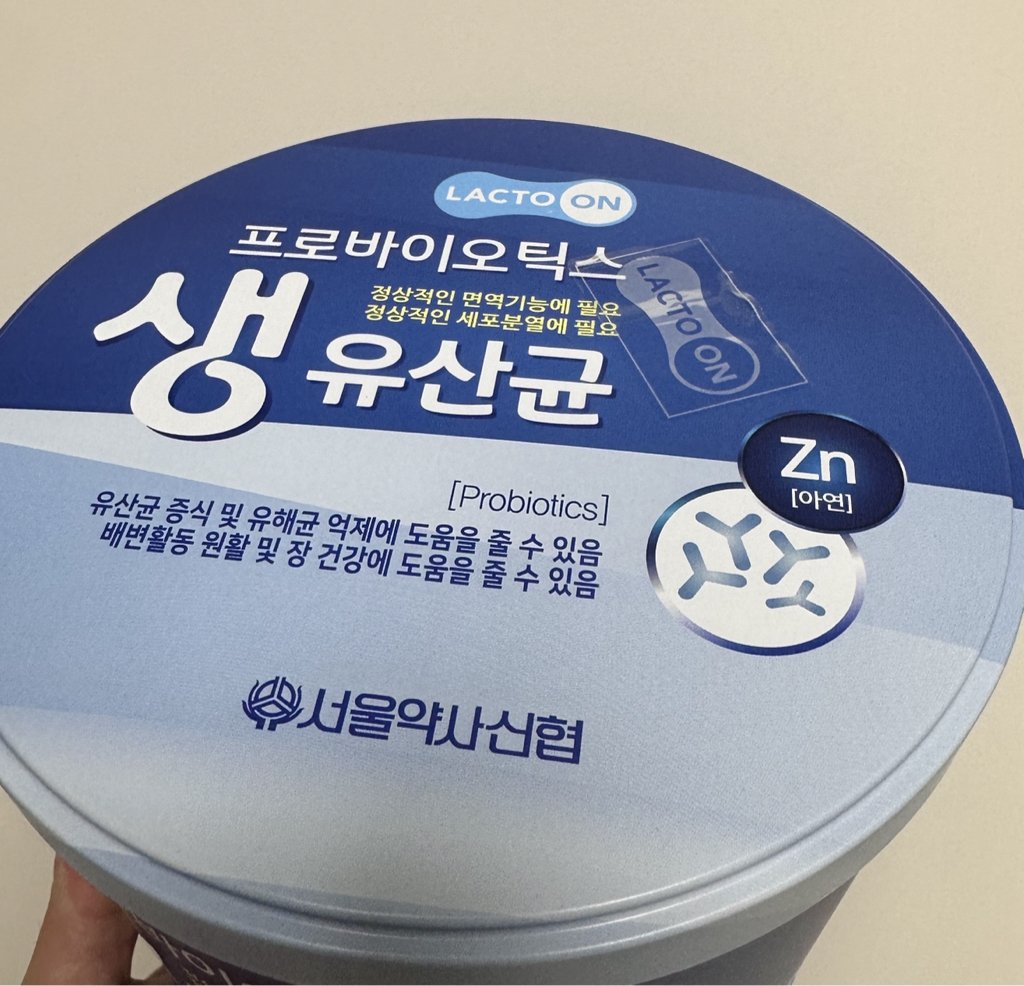 LACTO ON
프로바이오틱스
정상적인 면역기능에 필요
정상적인 세포분열에 필요
생 유산균
LACTO ON
Zn
[아연]
[Probiotics]
유산균 증식 및 유해균 억제에 도움을 줄 수 있음
배변활동 원활 및 장 건강에 도움을 줄 수 있음
서울약사신협